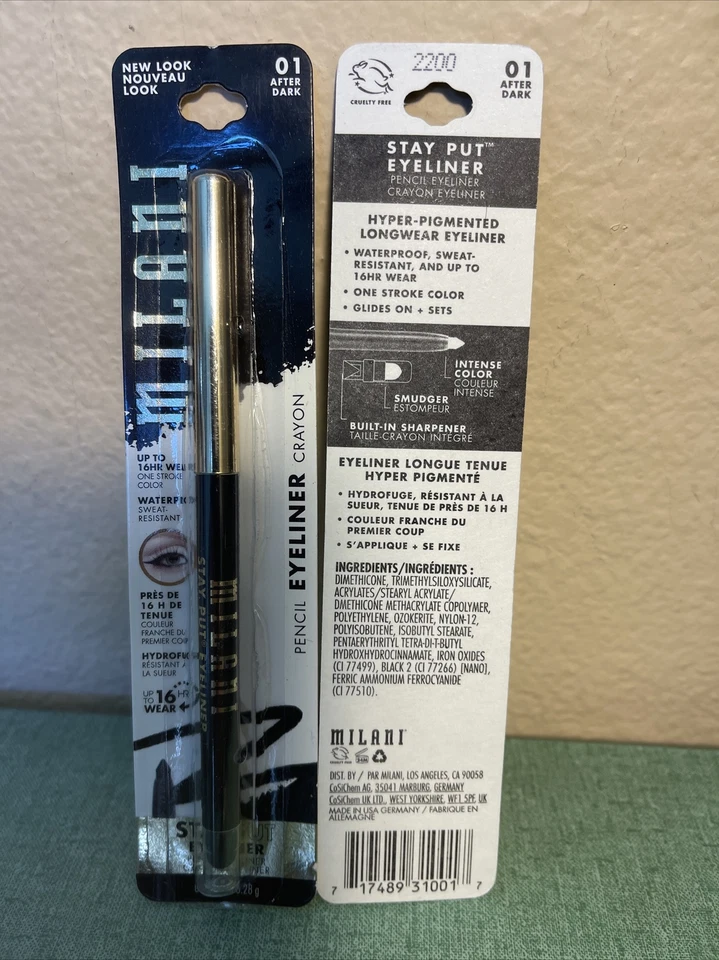 NEW LOOK
NOUVEAU
LOOK
01
AFTER
DARK
MILANI
UP TO
16HR
ONE STROKE
COLOR
SWEAT-
RESISTANT
PRÈS DE
16 H DE
TENUE
COULEUR
FRANCHE DU
PREMIER
RÉSISTANT À
LA SUEUR
UP TO 16 HR
WEAR
PENCIL EYELINER CRAYON
MILANI
STAY PUT EYELINER
.28 g
CRUELTY FREE
2200
01
AFTER
DARK
STAY PUT™
EYELINER
PENCIL EYELINER
CRAYON EYELINER
HYPER-PIGMENTED
LONGWEAR EYELINER
• WATERPROOF, SWEAT-
RESISTANT, AND UP TO
16HR WEAR
• ONE STROKE COLOR
• GLIDES ON + SETS
INTENSE
COLOR
COULEUR
INTENSE
SMUDGER
ESTOMPEUR
BUILT-IN SHARPENER
TAILLE-CRAYON INTÉGRÉ
EYELINER LONGUE TENUE
HYPER PIGMENTÉ
• HYDROFUGE, RÉSISTANT À LA
SUEUR, TENUE DE PRÈS DE 16 H
• COULEUR FRANCHE DU
PREMIER COUP
• S'APPLIQUE + SE FIXE
INGREDIENTS/INGRÉDIENTS :
DIMETHICONE, TRIMETHYLSILOXYSILICATE,
ACRYLATES/STEARYL ACRYLATE/
DMETHICONE METHACRYLATE COPOLYMER,
POLYETHYLENE, OZOKERITE, NYLON-12,
POLYISOBUTENE, ISOBUTYL STEARATE,
PENTAERYTHRITYL TETRA-DI-T-BUTYL
HYDROXYHYDROCINNAMATE, IRON OXIDES
(CI 77499), BLACK 2 (CI 77266) [NANO],
FERRIC AMMONIUM FERROCYANIDE
(CI 77510).
MILANI
CRUELTY FREE
DIST. BY / PAR MILANI, LOS ANGELES, CA 90058
CoSiChem AG, 35041 MARBURG, GERMANY
CoSiChem UK LTD., WEST YORKSHIRE, WF1 5PF, UK
MADE IN USA GERMANY / FABRIQUÉ EN
ALLEMAGNE
7 17489 31001 7